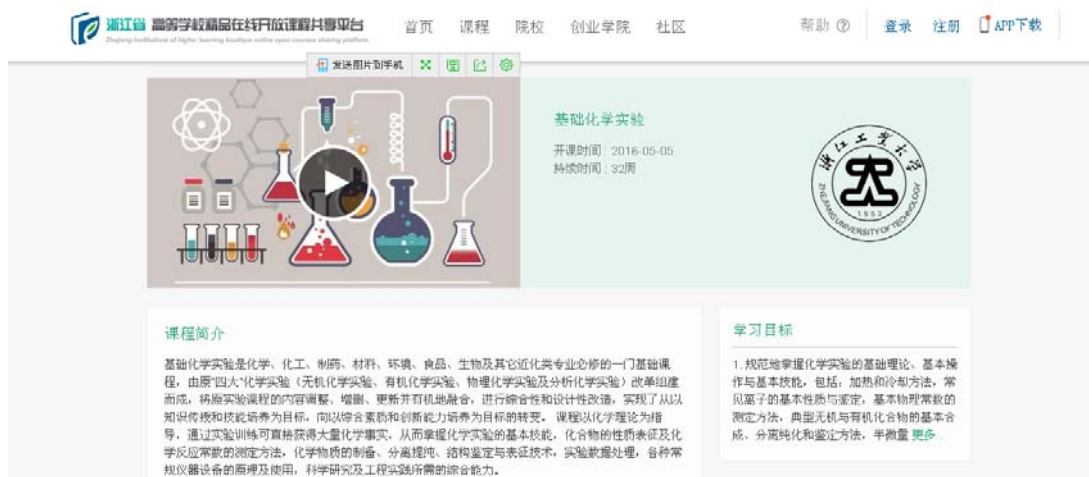 浙江省 高等学校精品在线开放课程共享平台
Zhejiang Institutions of higher learning boutique online open courses sharing platform
首页 课程 院校 创业学院 社区
帮助 登录 注册 APP下载
发送图片到手机
基础化学实验
开课时间：2016-05-05
持续时间：32周
浙江工业大学
1953
ZHEJIANG UNIVERSITY OF TECHNOLOGY
课程简介
基础化学实验是化学、化工、制药、材料、环境、食品、生物及其它近化类专业必修的一门基础课
程，由原"四大"化学实验（无机化学实验、有机化学实验、物理化学实验及分析化学实验）改革组建
而成，将原实验课程的内容调整、增删、更新并有机地融合，进行综合性和设计性改造，实现了从以
知识传授和技能培养为目标，向以综合素质和创新能力培养为目标的转变。 课程以化学理论为指
导，通过实验训练可直接获得大量化学事实，从而掌握化学实验的基本技能，化合物的性质表征及化
学反应常数的测定方法，化学物质的制备、分离提纯、结构鉴定与表征技术，实验数据处理，各种常
规仪器设备的原理及使用，科学研究及工程实践所需的综合能力。
学习目标
1. 规范地掌握化学实验的基础理论、基本操
作与基本技能，包括：加热和冷却方法，常
见离子的基本性质与鉴定，基本物理常数的
测定方法，典型无机与有机化合物的基本合
成、分离纯化和鉴定方法，半微量 更多